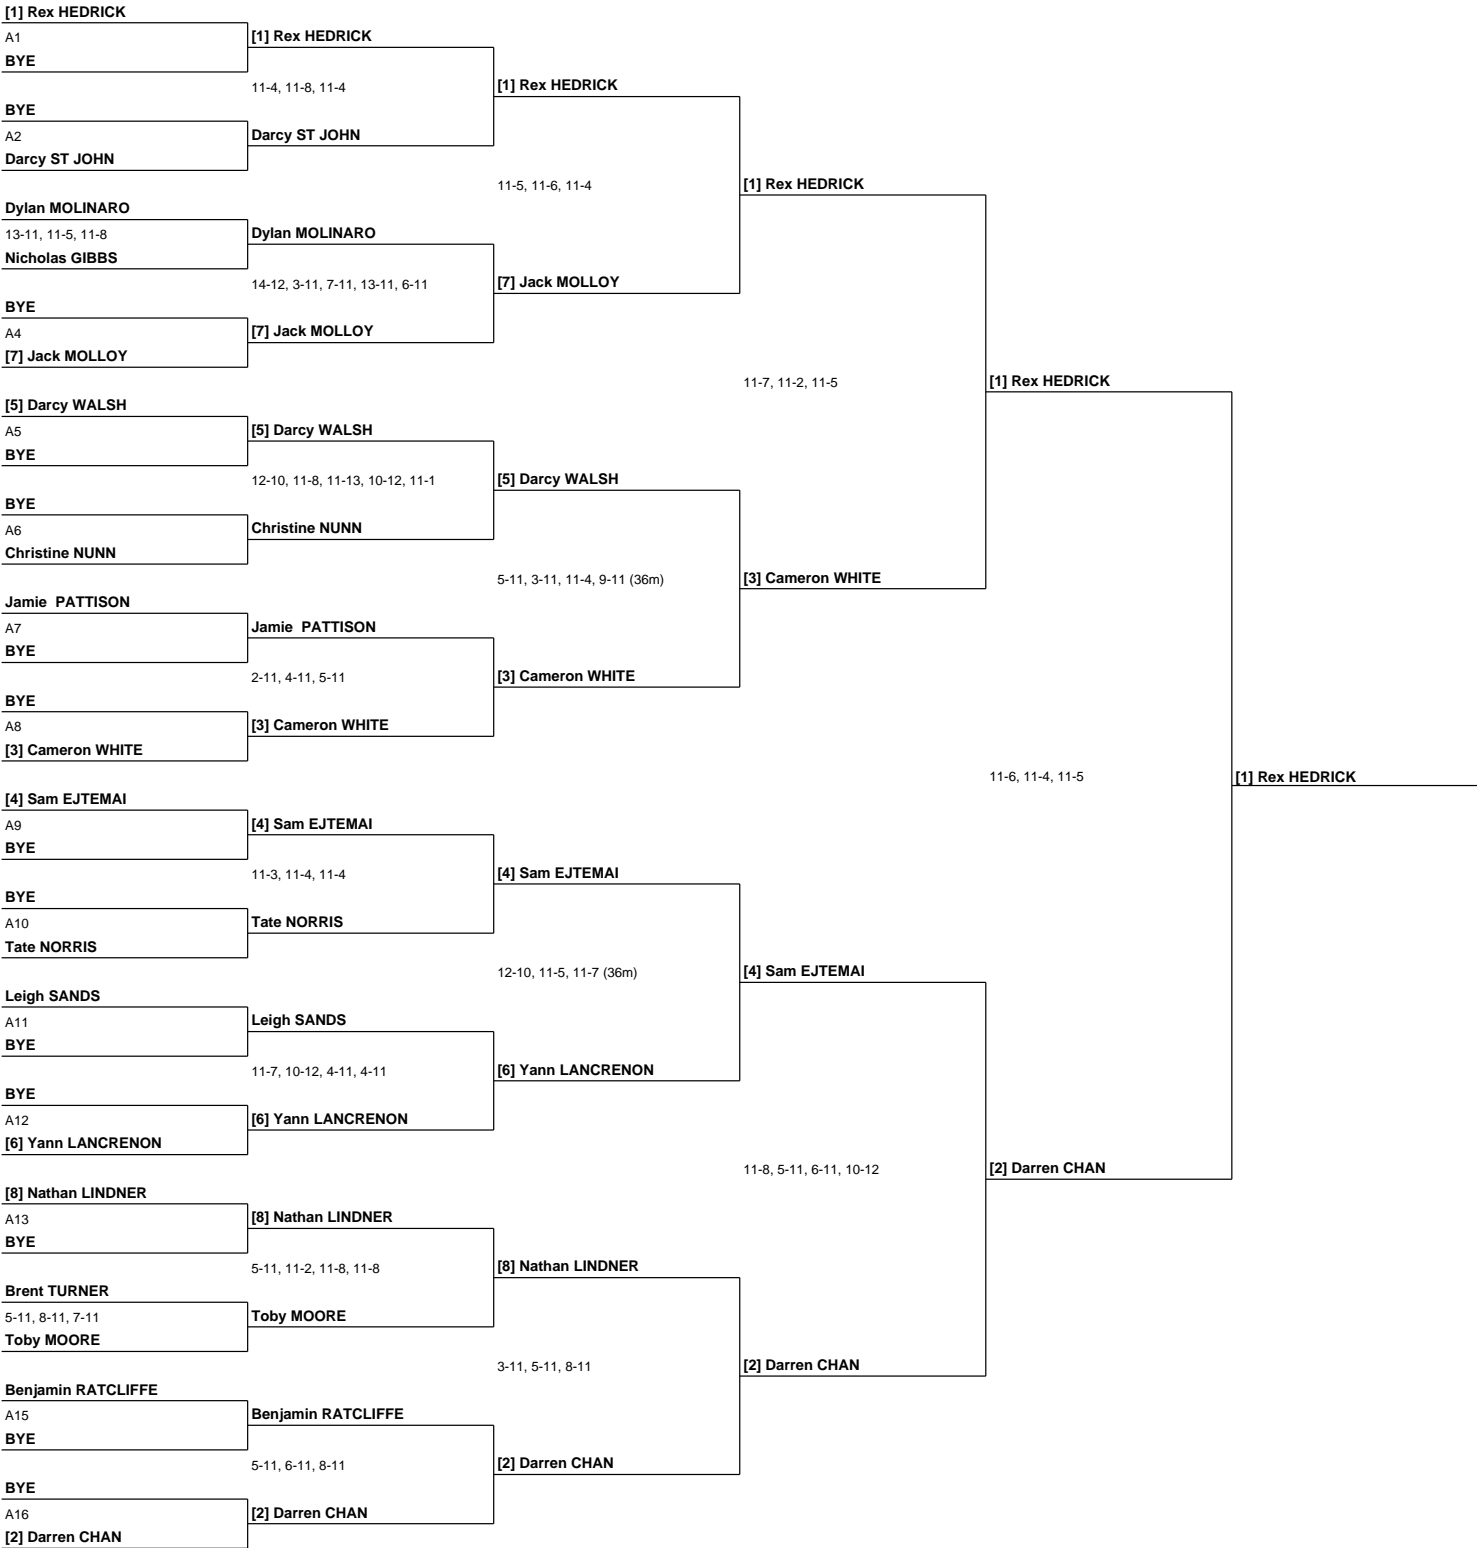 [1] Rex HEDRICK
A1
BYE
BYE
A2
Darcy ST JOHN
Dylan MOLINARO
13-11, 11-5, 11-8
Nicholas GIBBS
BYE
A4
[7] Jack MOLLOY
[5] Darcy WALSH
A5
BYE
BYE
A6
Christine NUNN
Jamie  PATTISON
A7
BYE
BYE
A8
[3] Cameron WHITE
[4] Sam EJTEMAI
A9
BYE
BYE
A10
Tate NORRIS
Leigh SANDS
A11
BYE
BYE
A12
[6] Yann LANCRENON
[8] Nathan LINDNER
A13
BYE
Brent TURNER
5-11, 8-11, 7-11
Toby MOORE
Benjamin RATCLIFFE
A15
BYE
BYE
A16
[2] Darren CHAN
[1] Rex HEDRICK
11-4, 11-8, 11-4
Darcy ST JOHN
Dylan MOLINARO
14-12, 3-11, 7-11, 13-11, 6-11
[7] Jack MOLLOY
[5] Darcy WALSH
12-10, 11-8, 11-13, 10-12, 11-1
Christine NUNN
Jamie  PATTISON
2-11, 4-11, 5-11
[3] Cameron WHITE
[4] Sam EJTEMAI
11-3, 11-4, 11-4
Tate NORRIS
Leigh SANDS
11-7, 10-12, 4-11, 4-11
[6] Yann LANCRENON
[8] Nathan LINDNER
5-11, 11-2, 11-8, 11-8
Toby MOORE
Benjamin RATCLIFFE
5-11, 6-11, 8-11
[2] Darren CHAN
[1] Rex HEDRICK
11-5, 11-6, 11-4
[7] Jack MOLLOY
[5] Darcy WALSH
5-11, 3-11, 11-4, 9-11 (36m)
[3] Cameron WHITE
[4] Sam EJTEMAI
12-10, 11-5, 11-7 (36m)
[6] Yann LANCRENON
[8] Nathan LINDNER
3-11, 5-11, 8-11
[2] Darren CHAN
[1] Rex HEDRICK
11-7, 11-2, 11-5
[3] Cameron WHITE
[4] Sam EJTEMAI
11-8, 5-11, 6-11, 10-12
[2] Darren CHAN
[1] Rex HEDRICK
11-6, 11-4, 11-5
[2] Darren CHAN
[1] Rex HEDRICK